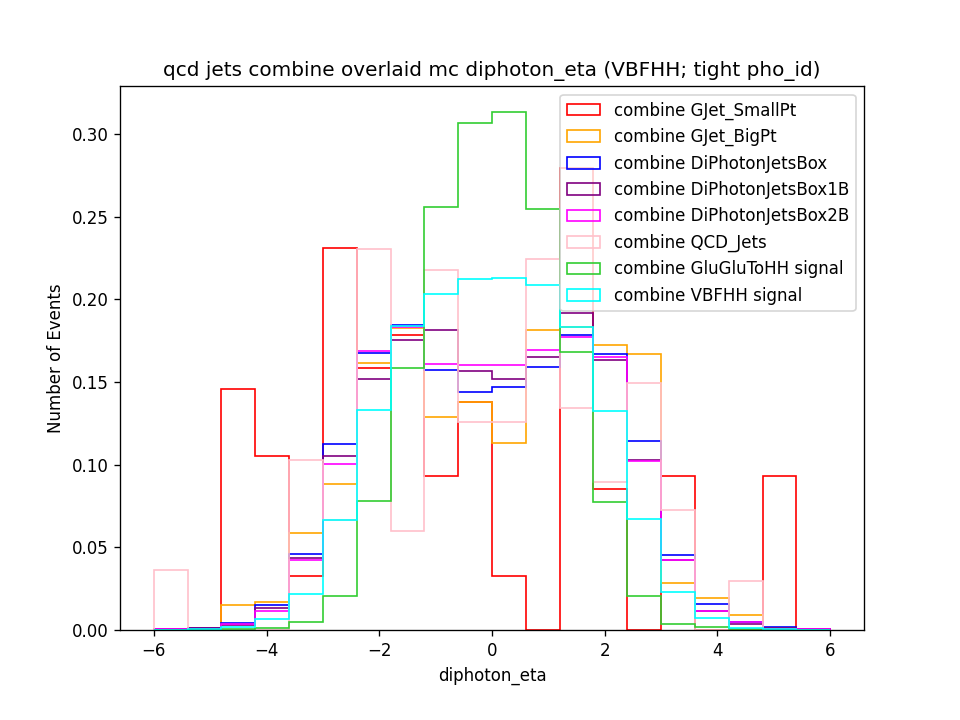 qcd jets combine overlaid mc diphoton_eta (VBFHH; tight pho_id)
combine GJet_SmallPt
combine GJet_BigPt
combine DiPhotonJetsBox
combine DiPhotonJetsBox1B
combine DiPhotonJetsBox2B
combine QCD_Jets
combine GluGluToHH signal
combine VBFHH signal
Number of Events
0.30
0.25
0.20
0.15
0.10
0.05
0.00
−6 −4 −2 0 2 4 6
diphoton_eta